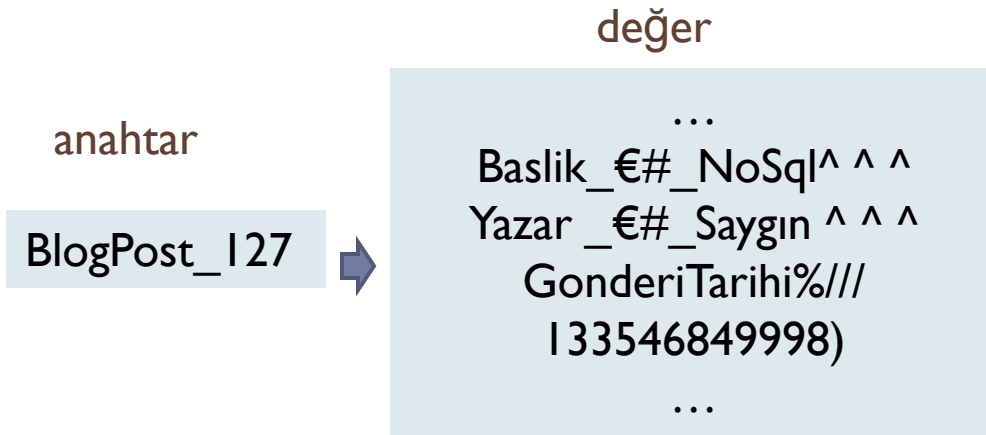 değer
anahtar
BlogPost_127
…
Baslik_€#_NoSql^ ^ ^
Yazar _€#_Saygın ^ ^ ^
GonderiTarihi%///
133546849998)
…